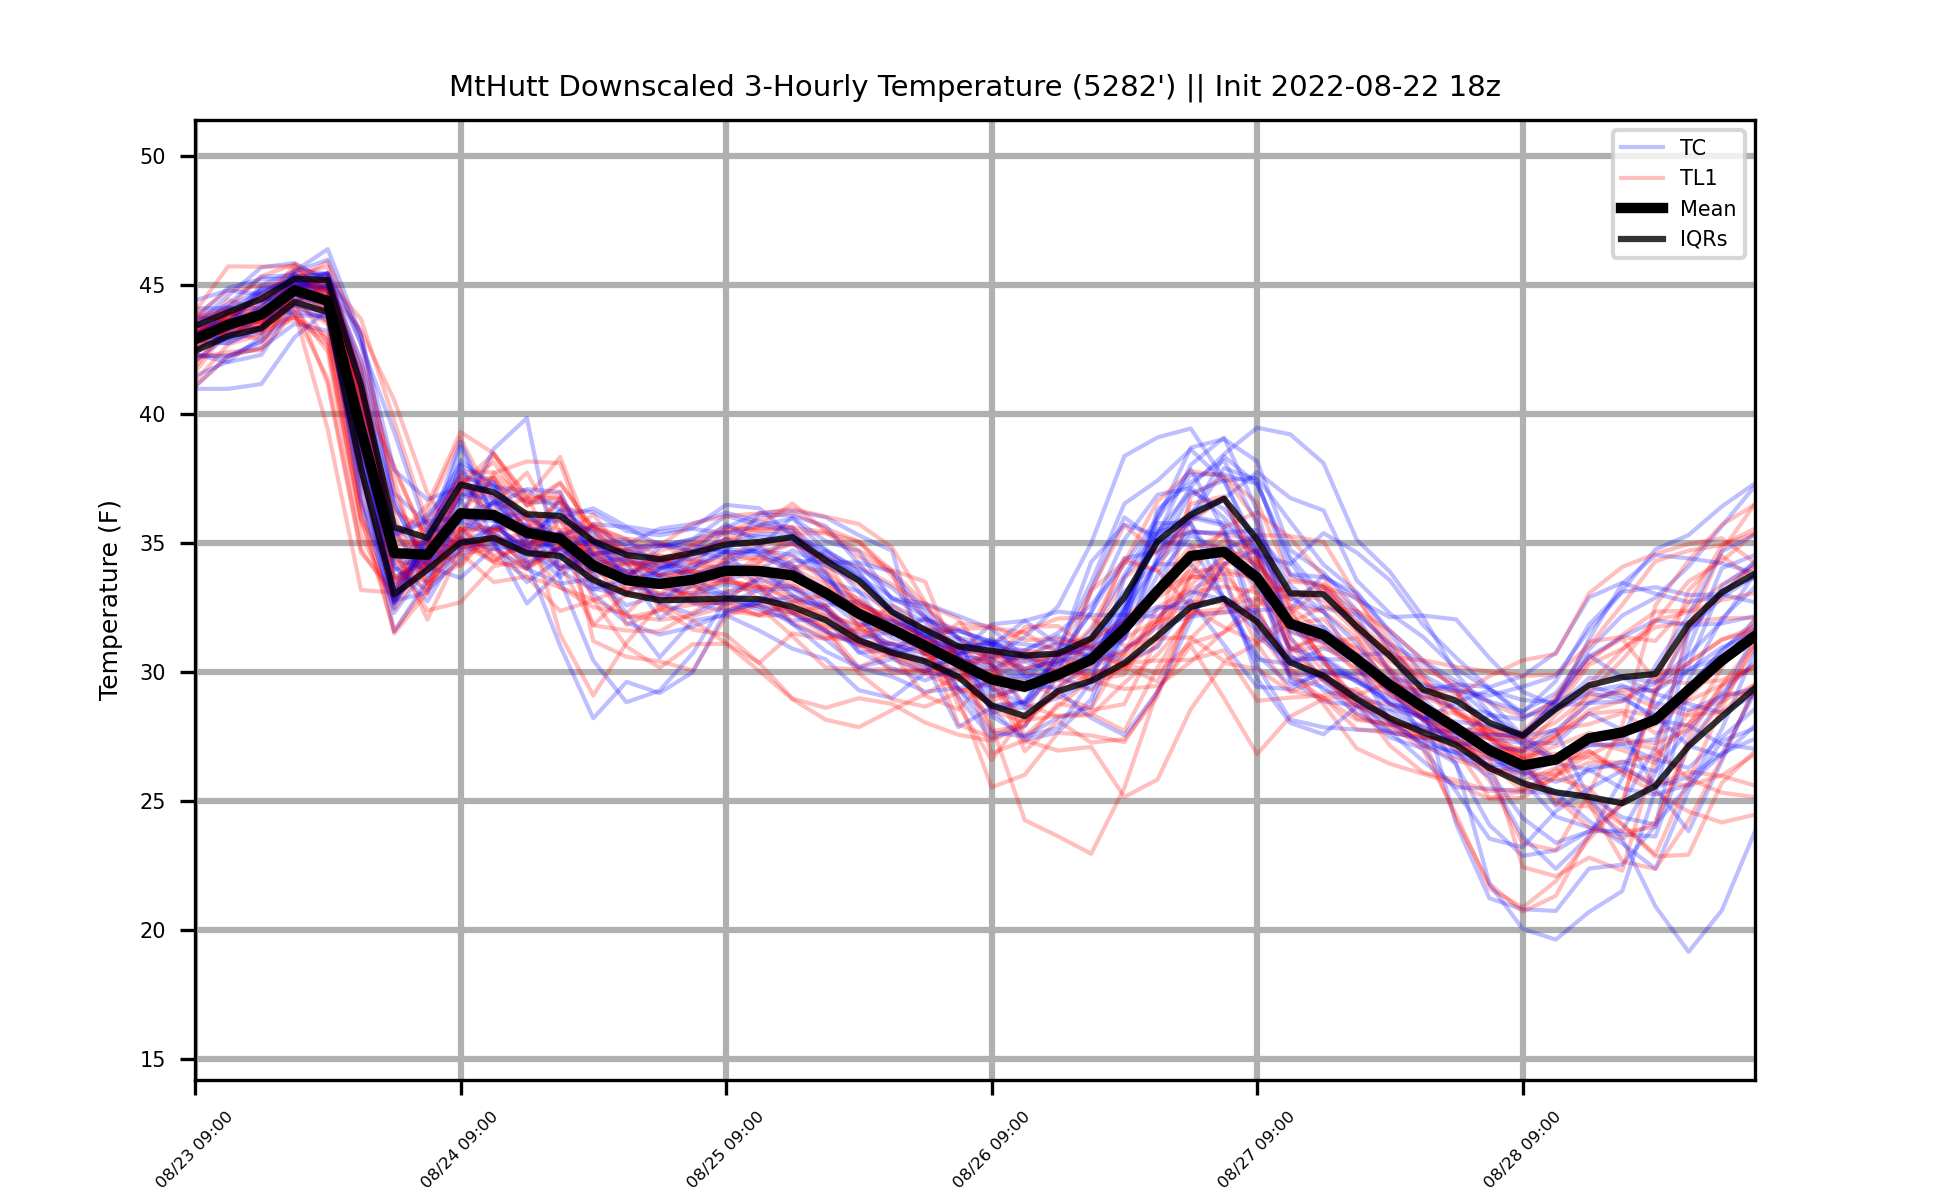 MtHutt Downscaled 3-Hourly Temperature (5282') || Init 2022-08-22 18z
TC
TL1
Mean
IQRs
Temperature (F)
50
45
40
35
30
25
20
15
08/23 09:00
08/24 09:00
08/25 09:00
08/26 09:00
08/27 09:00
08/28 09:00